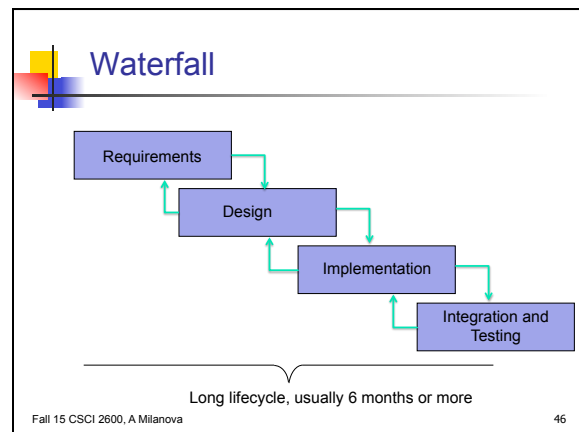 Waterfall
Requirements
Design
Implementation
Integration and
Testing
Long lifecycle, usually 6 months or more
Fall 15 CSCI 2600, A Milanova
46